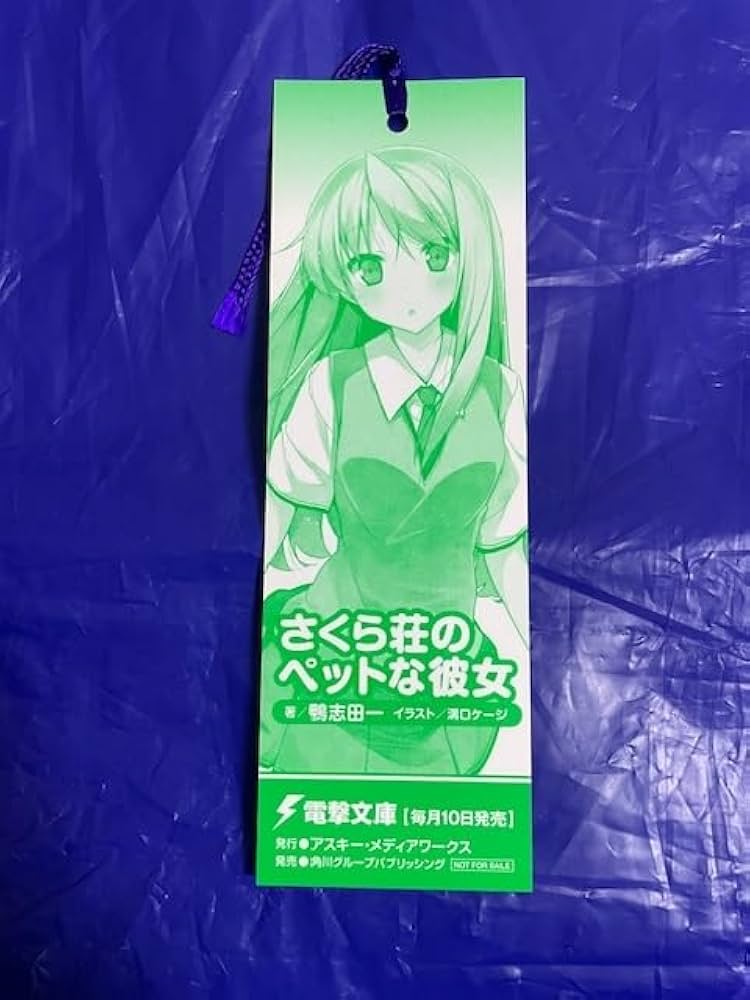 さくら荘の
ペットな彼女
著／鴨志田一 イラスト／溝口ケージ
電撃文庫［毎月10日発売］
発行●アスキー・メディアワークス
発売●角川グループパブリッシング NOT FOR SALE